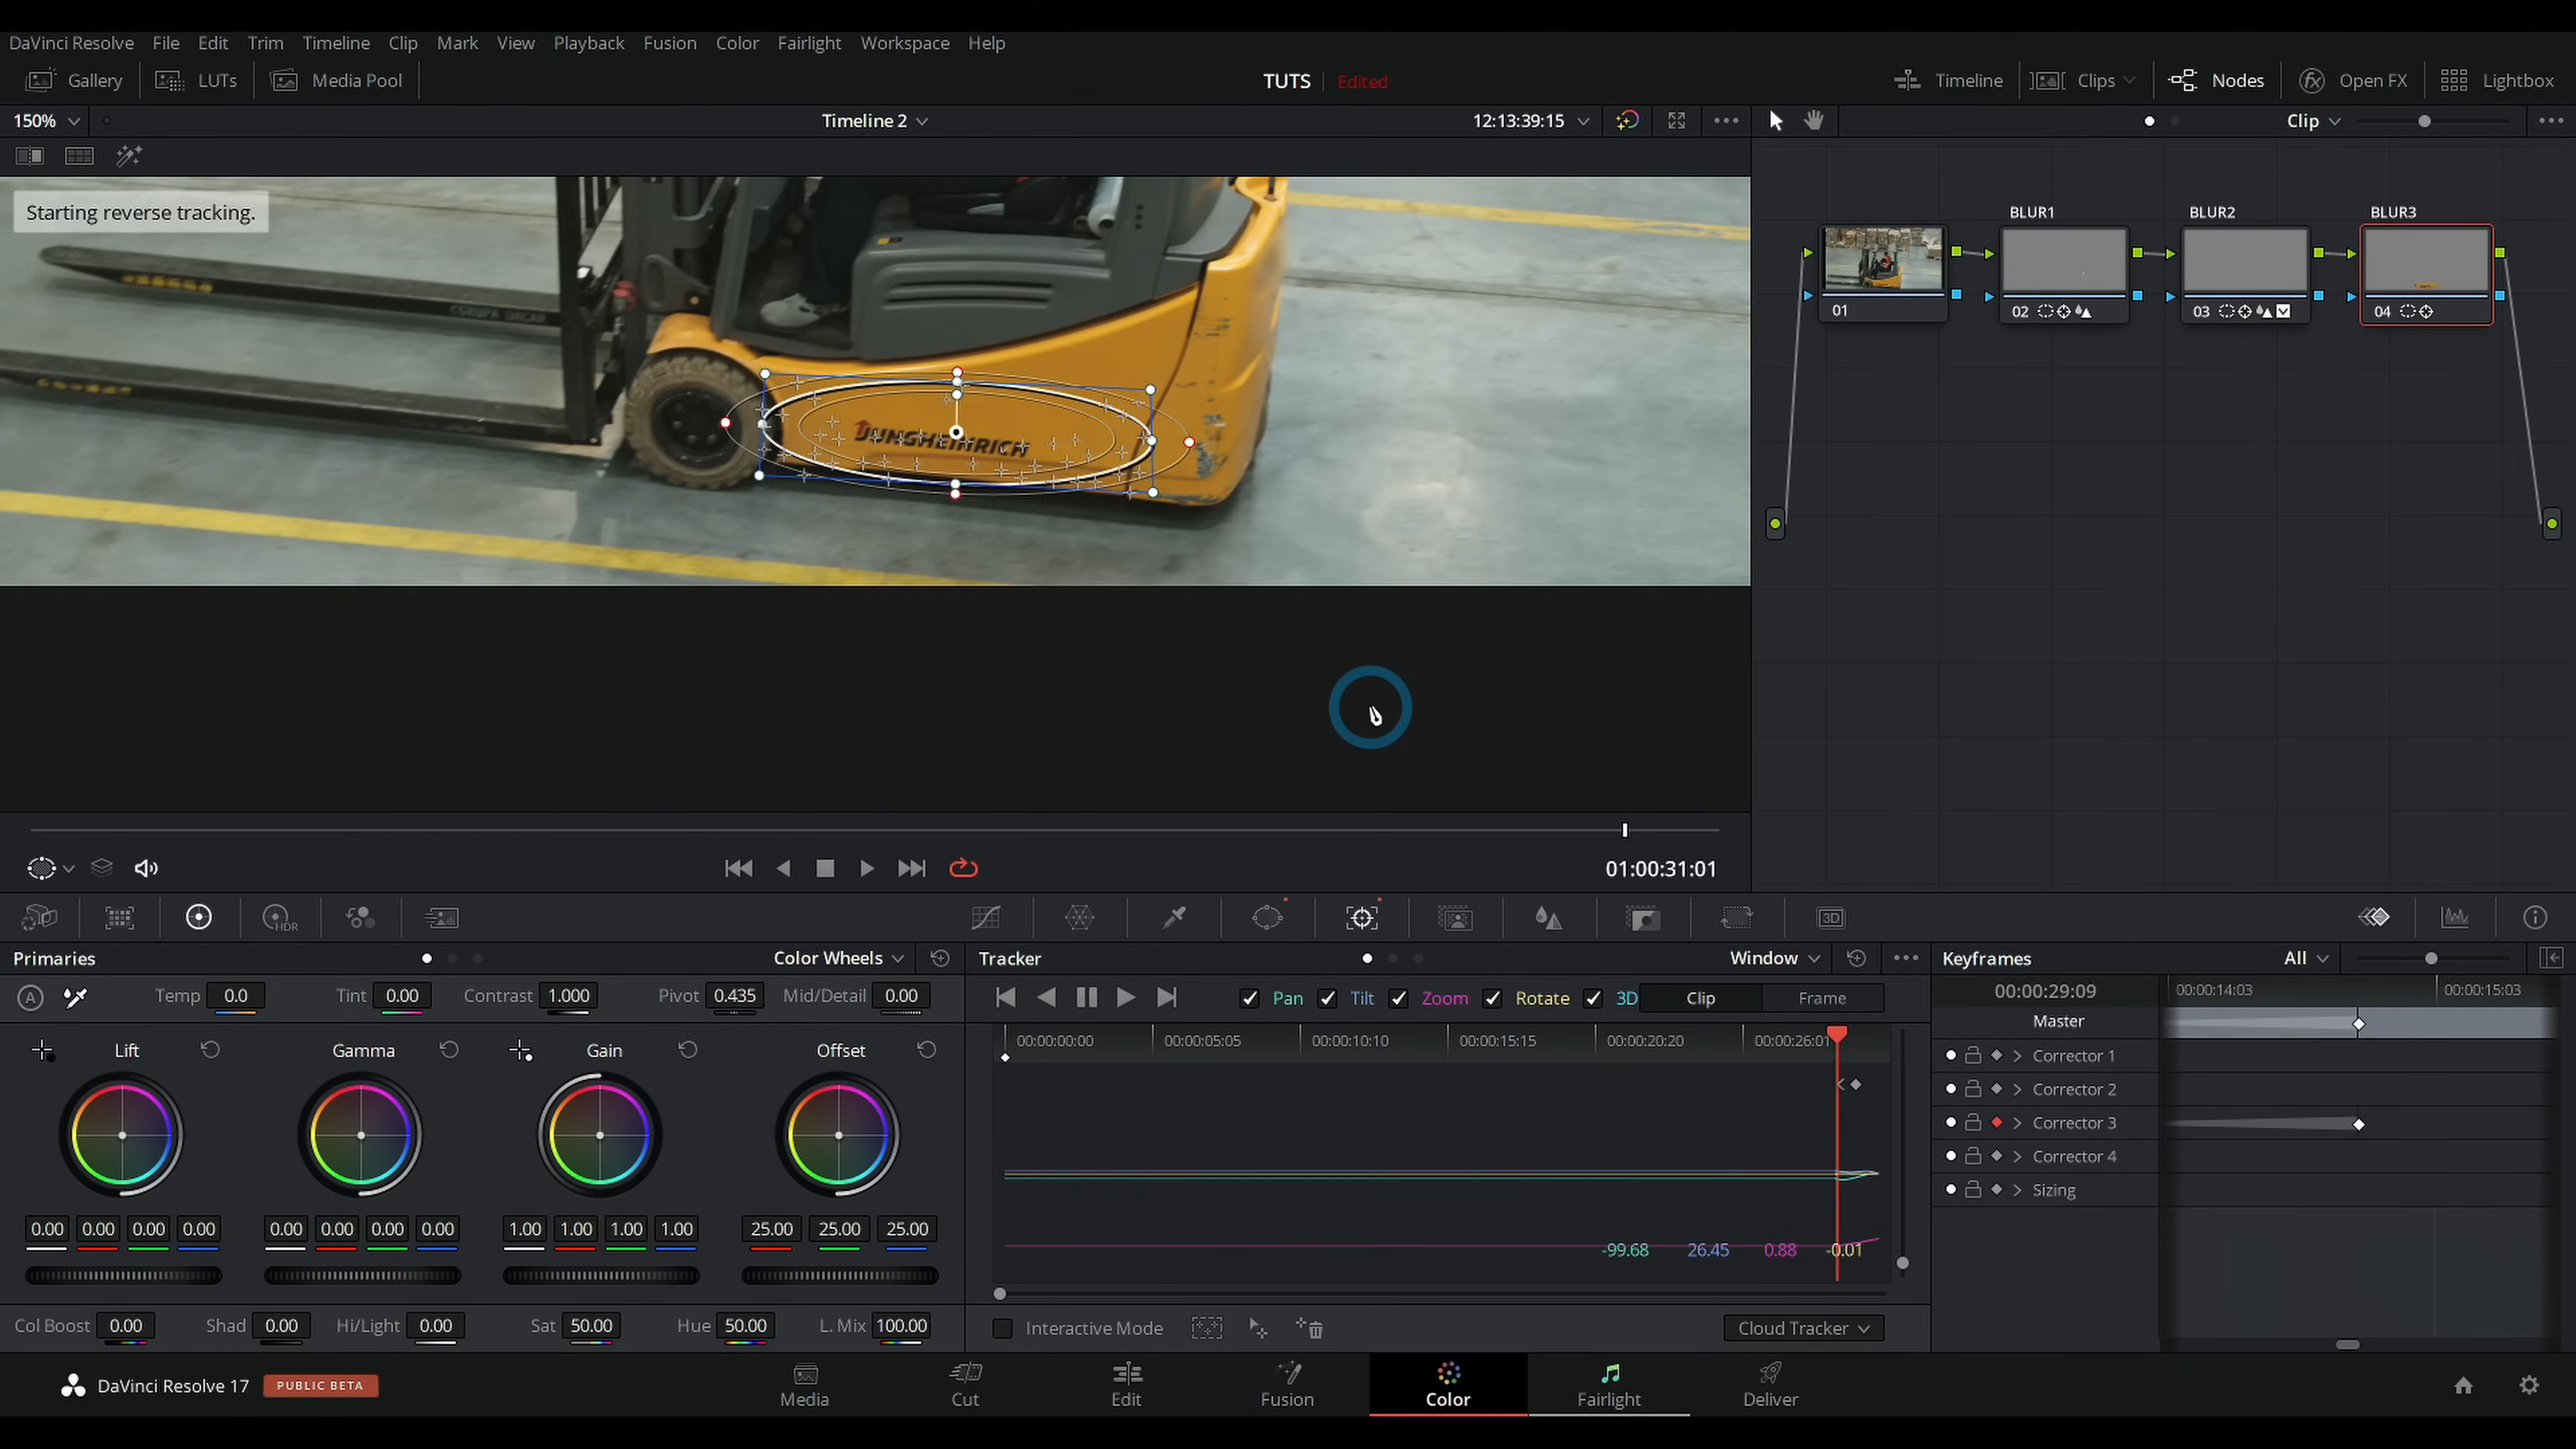 DaVinci Resolve File Edit Trim Timeline Clip Mark View Playback Fusion Color Fairlight Workspace Help
Gallery LUTs Media Pool TUTS Edited Timeline Clips Nodes Open FX Lightbox
150% Timeline 2 12:13:39:15 Clip
Starting reverse tracking.
BLUR1 BLUR2 BLUR3
01 02 03 04
JUNGHEINRICH
01:00:31:01
HDR 3D
Primaries Color Wheels Tracker Window Keyframes All
A Temp 0.0 Tint 0.00 Contrast 1.000 Pivot 0.435 Mid/Detail 0.00 Pan Tilt Zoom Rotate 3D Clip Frame 00:00:29:09 00:00:14:03 00:00:15:03
Master
Lift Gamma Gain Offset 00:00:00:00 00:00:05:05 00:00:10:10 00:00:15:15 00:00:20:20 00:00:26:01
Corrector 1
Corrector 2
Corrector 3
Corrector 4
Sizing
0.00 0.00 0.00 0.00 0.00 0.00 0.00 0.00 1.00 1.00 1.00 1.00 25.00 25.00 25.00
-99.68 26.45 0.88 -0.01
Col Boost 0.00 Shad 0.00 Hi/Light 0.00 Sat 50.00 Hue 50.00 L. Mix 100.00 Interactive Mode Cloud Tracker
DaVinci Resolve 17 PUBLIC BETA Media Cut Edit Fusion Color Fairlight Deliver